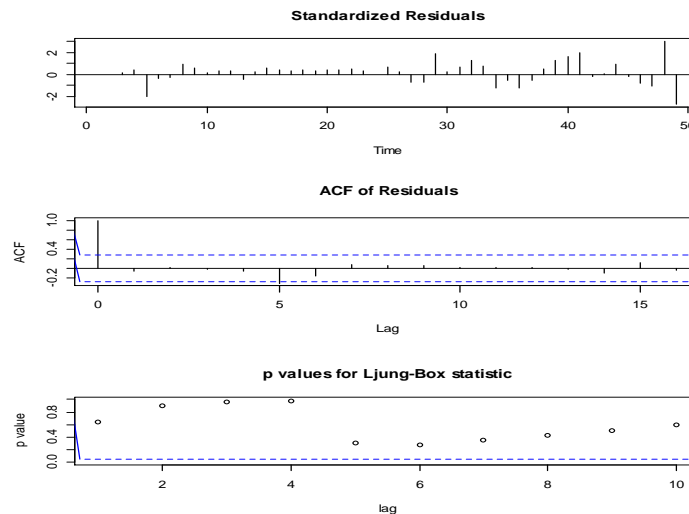 Standardized Residuals
2
0
-2
0 10 20 30 40 50
Time
ACF of Residuals
ACF
1.0
0.4
-0.2
0 5 10 15
Lag
p values for Ljung-Box statistic
p value
0.8
0.4
0.0
2 4 6 8 10
lag